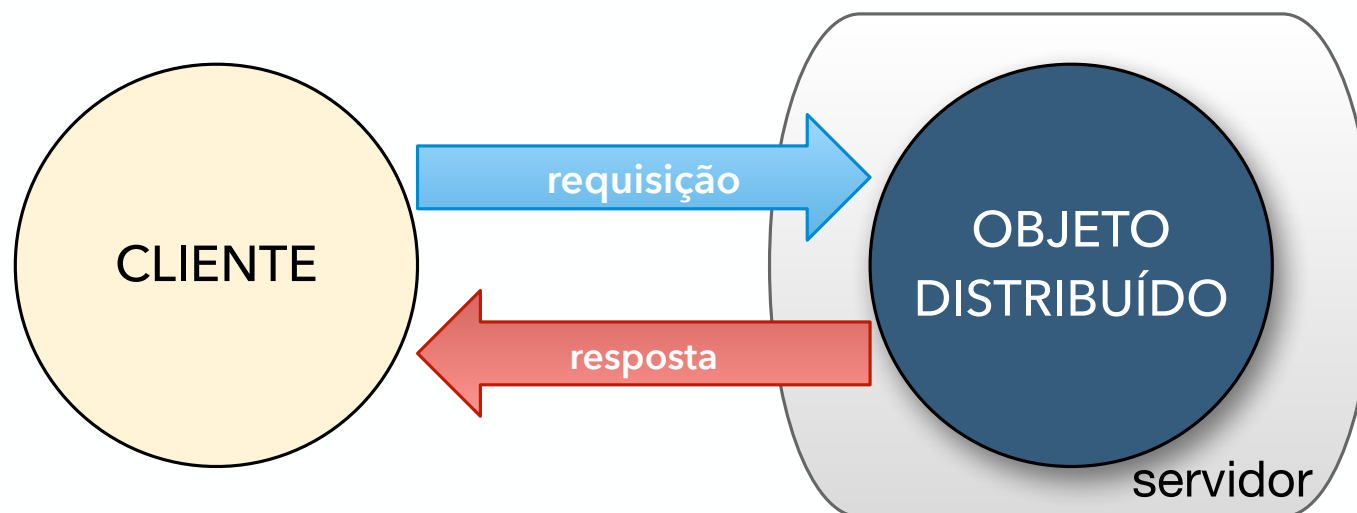 CLIENTE
requisição
resposta
OBJETO
DISTRIBUÍDO
servidor